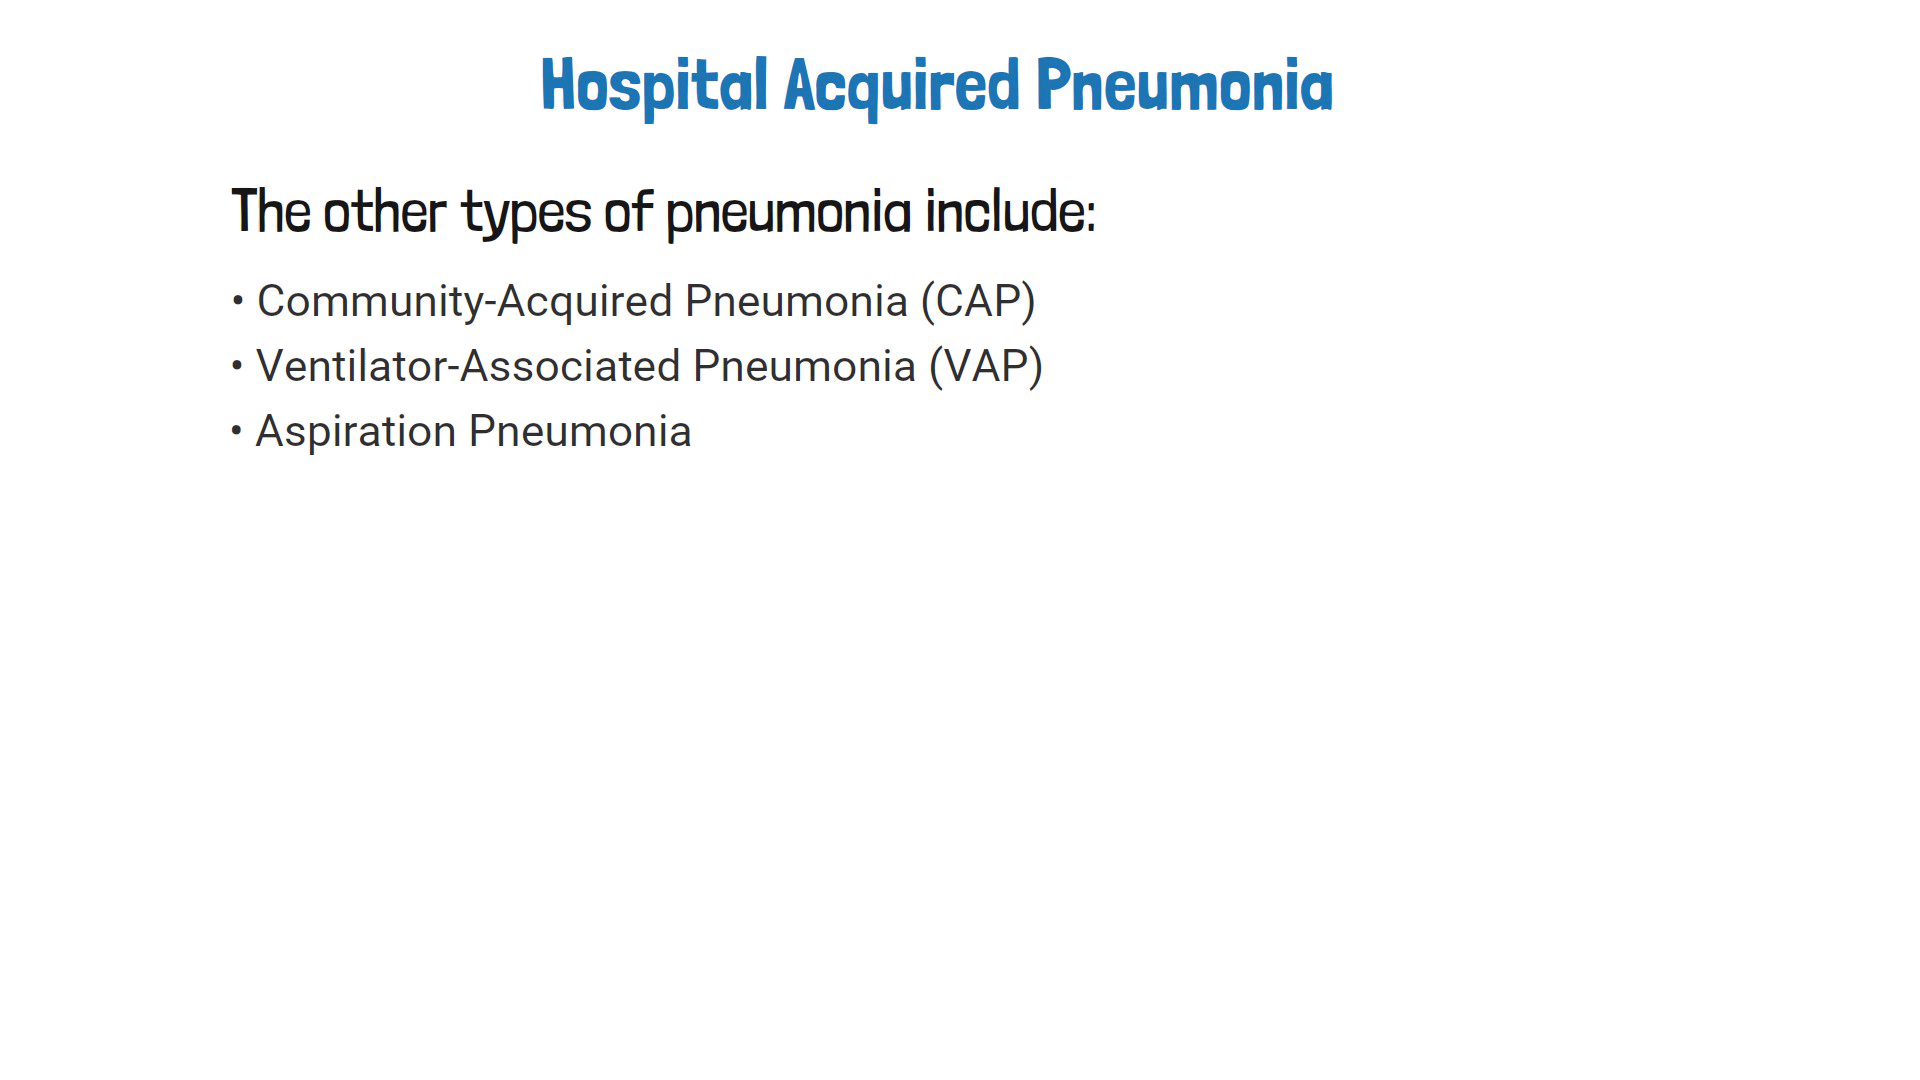 Hospital Acquired Pneumonia
The other types of pneumonia include:
• Community-Acquired Pneumonia (CAP)
• Ventilator-Associated Pneumonia (VAP)
• Aspiration Pneumonia